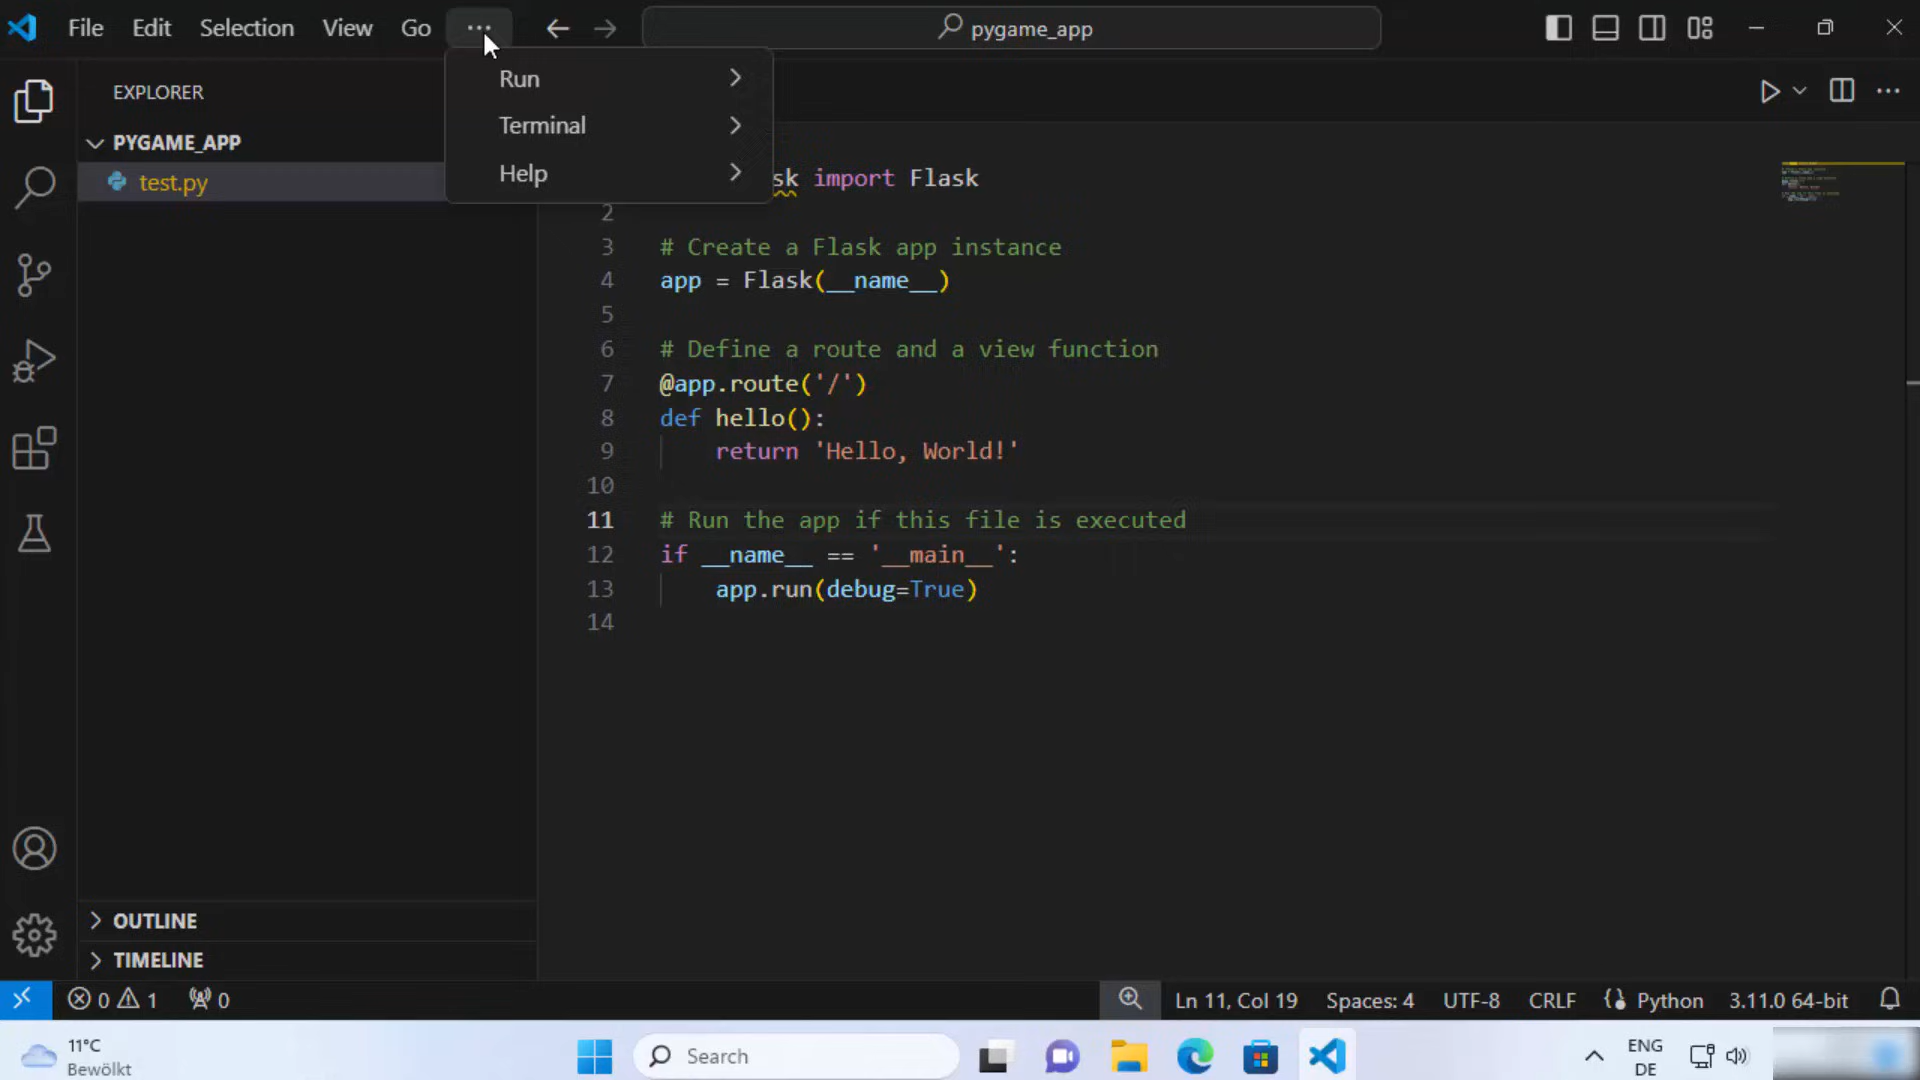 File Edit Selection View Go ··· pygame_app
Run
Terminal
Help
EXPLORER
PYGAME_APP
test.py
sk import Flask
2
3 # Create a Flask app instance
4 app = Flask(__name__)
5
6 # Define a route and a view function
7 @app.route('/')
8 def hello():
9 return 'Hello, World!'
10
11 # Run the app if this file is executed
12 if __name__ == '__main__':
13 app.run(debug=True)
14
OUTLINE
TIMELINE
0 1 0 Ln 11, Col 19 Spaces: 4 UTF-8 CRLF Python 3.11.0 64-bit
11°C
Bewölkt
Search
ENG
DE